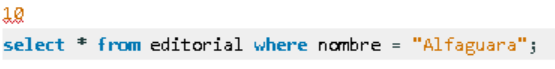 10
select * from editorial where nombre = "Alfaguara";